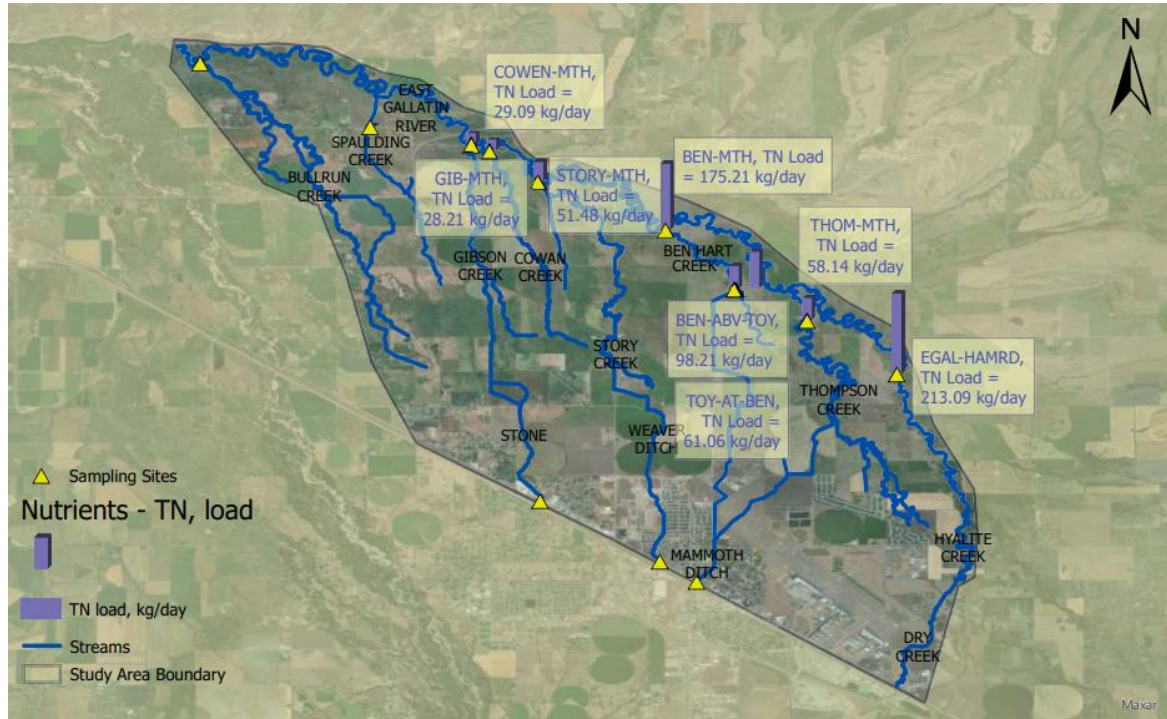 N
COWEN-MTH,
TN Load =
29.09 kg/day
EAST
GALLATIN
RIVER
SPAULDING
CREEK
BULLRUN
CREEK
GIB-MTH,
TN Load =
28.21 kg/day
STORY-MTH,
TN Load =
51.48 kg/day
BEN-MTH, TN Load
= 175.21 kg/day
THOM-MTH,
TN Load =
58.14 kg/day
BEN HART
CREEK
GIBSON
CREEK
COWAN
CREEK
BEN-ABV-TOY,
TN Load =
98.21 kg/day
EGAL-HAMRD,
TN Load =
213.09 kg/day
STORY
CREEK
TOY-AT-BEN,
TN Load =
61.06 kg/day
THOMPSON
CREEK
STONE
WEAVER
DITCH
MAMMOTH
DITCH
HYALITE
CREEK
DRY
CREEK
Sampling Sites
Nutrients - TN, load
TN load, kg/day
Streams
Study Area Boundary
Maxar